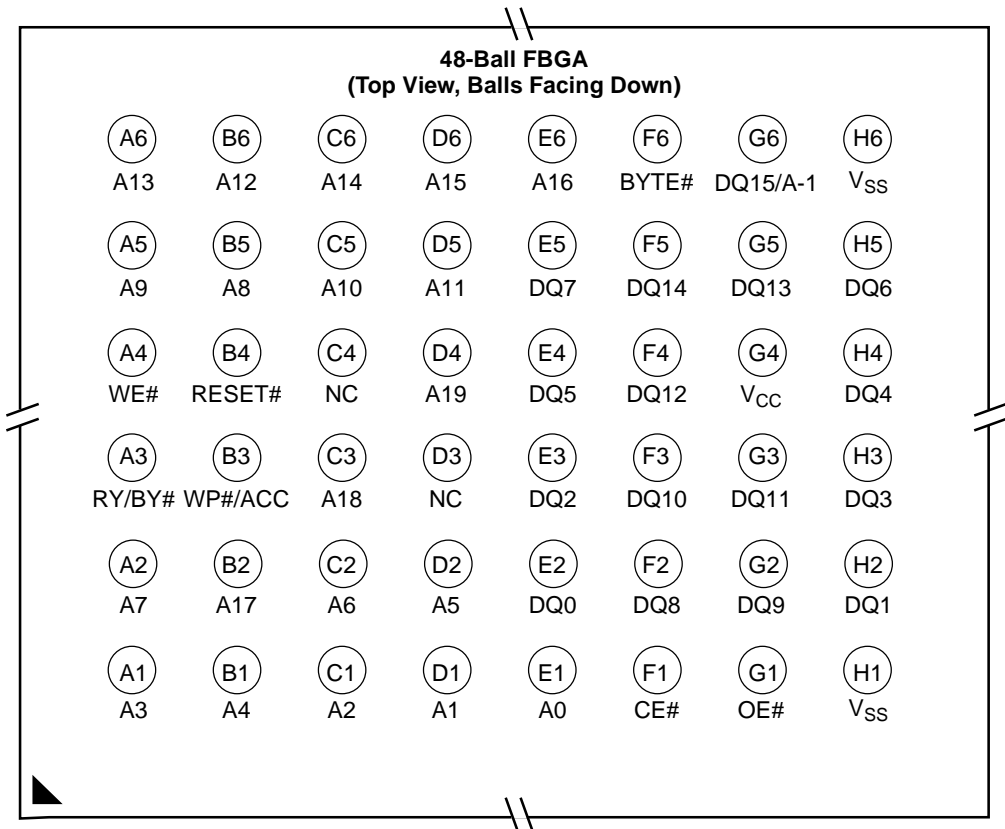 48-Ball FBGA
(Top View, Balls Facing Down)
A6 B6 C6 D6 E6 F6 G6 H6
A13 A12 A14 A15 A16 BYTE# DQ15/A-1 VSS
A5 B5 C5 D5 E5 F5 G5 H5
A9 A8 A10 A11 DQ7 DQ14 DQ13 DQ6
A4 B4 C4 D4 E4 F4 G4 H4
WE# RESET# NC A19 DQ5 DQ12 VCC DQ4
A3 B3 C3 D3 E3 F3 G3 H3
RY/BY# WP#/ACC A18 NC DQ2 DQ10 DQ11 DQ3
A2 B2 C2 D2 E2 F2 G2 H2
A7 A17 A6 A5 DQ0 DQ8 DQ9 DQ1
A1 B1 C1 D1 E1 F1 G1 H1
A3 A4 A2 A1 A0 CE# OE# VSS